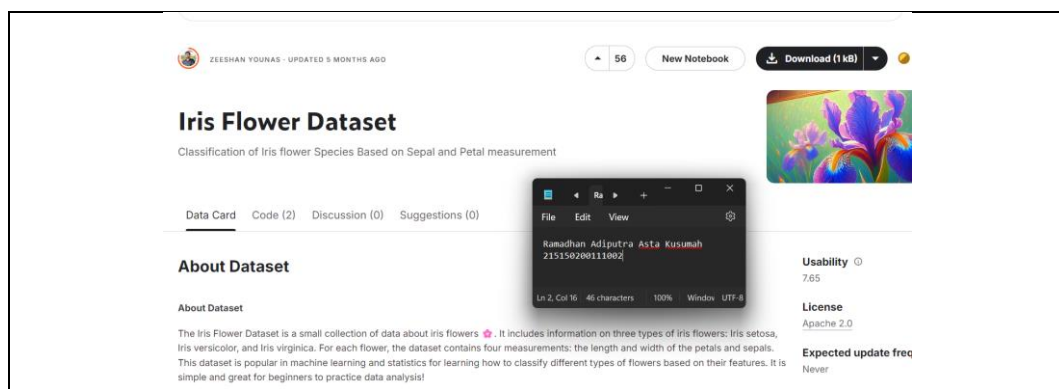 ZEESHAN YOUNAS · UPDATED 5 MONTHS AGO
56
New Notebook
Download (1 kB)
Iris Flower Dataset
Classification of Iris flower Species Based on Sepal and Petal measurement
Data Card Code (2) Discussion (0) Suggestions (0)
Ra
File Edit View
Ramadhan Adiputra Asta Kusumah
215150200111002
Ln 2, Col 16 46 characters 100% Window UTF-8
About Dataset
Usability
7.65
About Dataset
License
Apache 2.0
The Iris Flower Dataset is a small collection of data about iris flowers 🌸. It includes information on three types of iris flowers: Iris setosa,
Iris versicolor, and Iris virginica. For each flower, the dataset contains four measurements: the length and width of the petals and sepals.
This dataset is popular in machine learning and statistics for learning how to classify different types of flowers based on their features. It is
simple and great for beginners to practice data analysis!
Expected update freq
Never